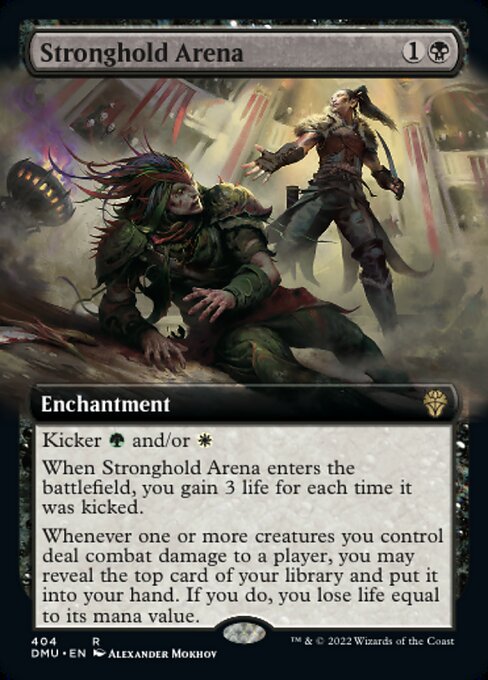 Stronghold Arena 1
Enchantment
Kicker and/or
When Stronghold Arena enters the
battlefield, you gain 3 life for each time it
was kicked.
Whenever one or more creatures you control
deal combat damage to a player, you may
reveal the top card of your library and put it
into your hand. If you do, you lose life equal
to its mana value.
404 R
DMU • EN Alexander Mokhov
™ & © 2022 Wizards of the Coast